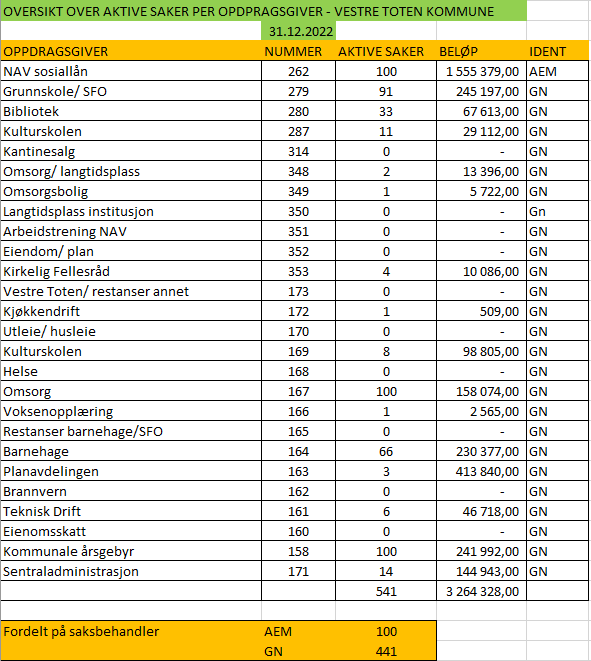 OVERSIKT OVER AKTIVE SAKER PER OPDPRAGSGIVER - VESTRE TOTEN KOMMUNE
31.12.2022
OPPDRAGSGIVER NUMMER AKTIVE SAKER BELØP IDENT
NAV sosiallån 262 100 1 555 379,00 AEM
Grunnskole/ SFO 279 91 245 197,00 GN
Bibliotek 280 33 67 613,00 GN
Kulturskolen 287 11 29 112,00 GN
Kantinesalg 314 0 - GN
Omsorg/ langtidsplass 348 2 13 396,00 GN
Omsorgsbolig 349 1 5 722,00 GN
Langtidsplass institusjon 350 0 - Gn
Arbeidstrening NAV 351 0 - GN
Eiendom/ plan 352 0 - GN
Kirkelig Fellesråd 353 4 10 086,00 GN
Vestre Toten/ restanser annet 173 0 - GN
Kjøkkendrift 172 1 509,00 GN
Utleie/ husleie 170 0 - GN
Kulturskolen 169 8 98 805,00 GN
Helse 168 0 - GN
Omsorg 167 100 158 074,00 GN
Voksenopplæring 166 1 2 565,00 GN
Restanser barnehage/SFO 165 0 - GN
Barnehage 164 66 230 377,00 GN
Planavdelingen 163 3 413 840,00 GN
Brannvern 162 0 - GN
Teknisk Drift 161 6 46 718,00 GN
Eienomsskatt 160 0 - GN
Kommunale årsgebyr 158 100 241 992,00 GN
Sentraladministrasjon 171 14 144 943,00 GN
541 3 264 328,00
Fordelt på saksbehandler AEM 100
GN 441